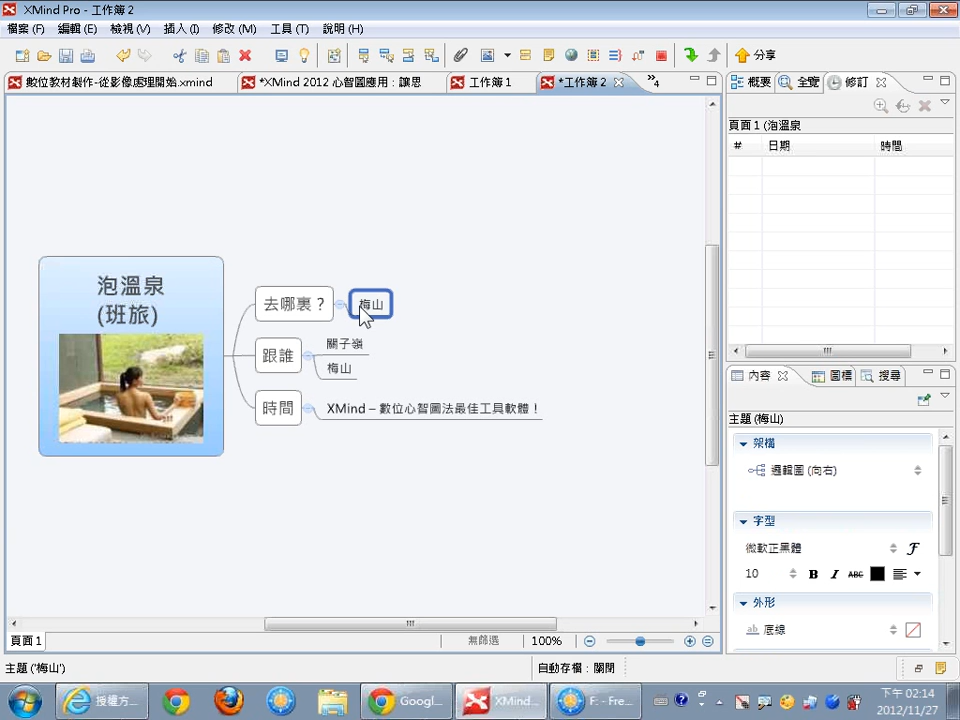 XMind Pro - 工作簿 2
檔案 (F) 編輯 (E) 檢視 (V) 插入 (I) 修改 (M) 工具 (T) 說明 (H)
分享
數位教材製作-從影像處理開始.xmind *XMind 2012 心智圖應用：讓思 工作簿 1 *工作簿 2 »4
概要 全覽 修訂
頁面 1 (泡溫泉
# 日期 時間
泡溫泉
(班旅)
去哪裏？ 梅山
跟誰 關子嶺
梅山
時間 XMind – 數位心智圖法最佳工具軟體！
內容 圖標 搜尋
主題 (梅山)
架構
邏輯圖 (向右)
字型
微軟正黑體
10 B I ABC
外形
ab 底線
頁面 1 無篩選 100%
主題 ('梅山') 自動存檔：關閉
授權方... Googl... XMind... F: - Fre...
下午 02:14
2012/11/27